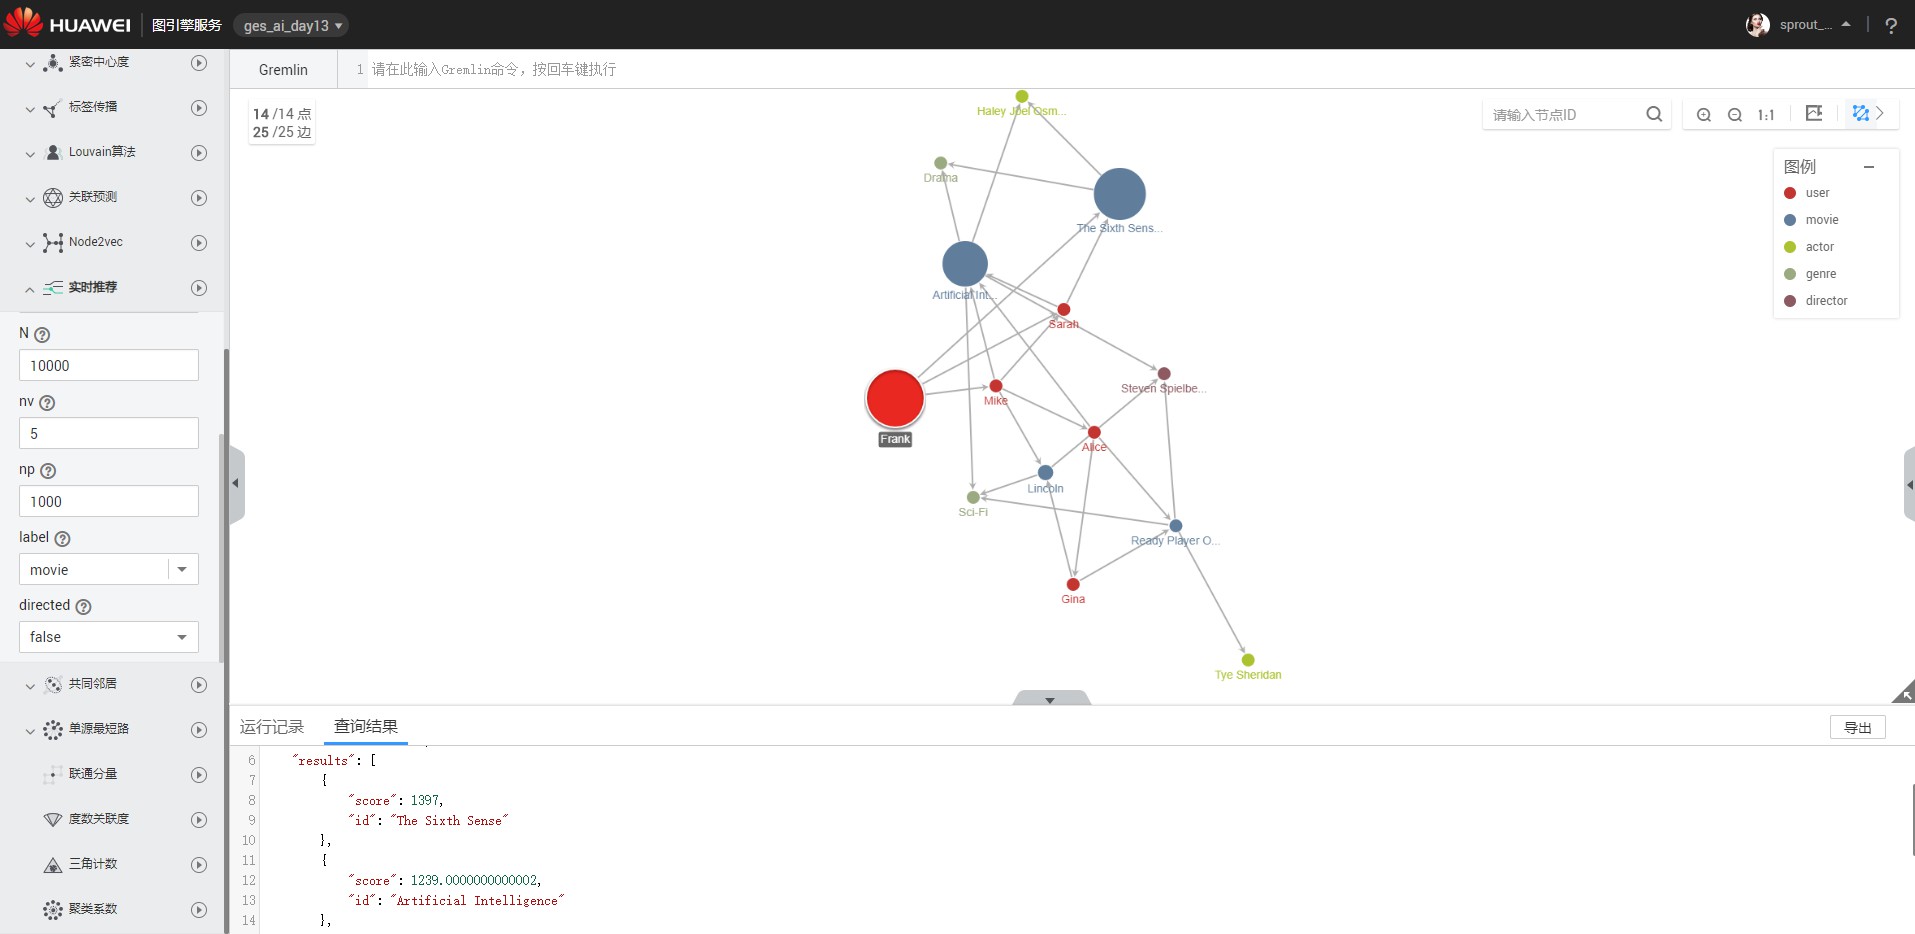 HUAWEI 图引擎服务 ges_ai_day13 sprout_... ?
紧密中心度
标签传播
Louvain算法
关联预测
Node2vec
实时推荐
N ?
10000
nv ?
5
np ?
1000
label ?
movie
directed ?
false
共同邻居
单源最短路
联通分量
度数关联度
三角计数
聚类系数
Gremlin 1 请在此输入Gremlin命令，按回车键执行
14 /14 点
25 /25 边
请输入节点ID 1:1
图例
user
movie
actor
genre
director
Haley Joel Osm...
Drama
The Sixth Sens...
Artificial Int...
Sarah
Steven Spielbe...
Mike
Frank
Alice
Lincoln
Sci-Fi
Ready Player O...
Gina
Tye Sheridan
运行记录 查询结果 导出
6 "results": [
7 {
8 "score": 1397,
9 "id": "The Sixth Sense"
10 },
11 {
12 "score": 1239.0000000000002,
13 "id": "Artificial Intelligence"
14 },